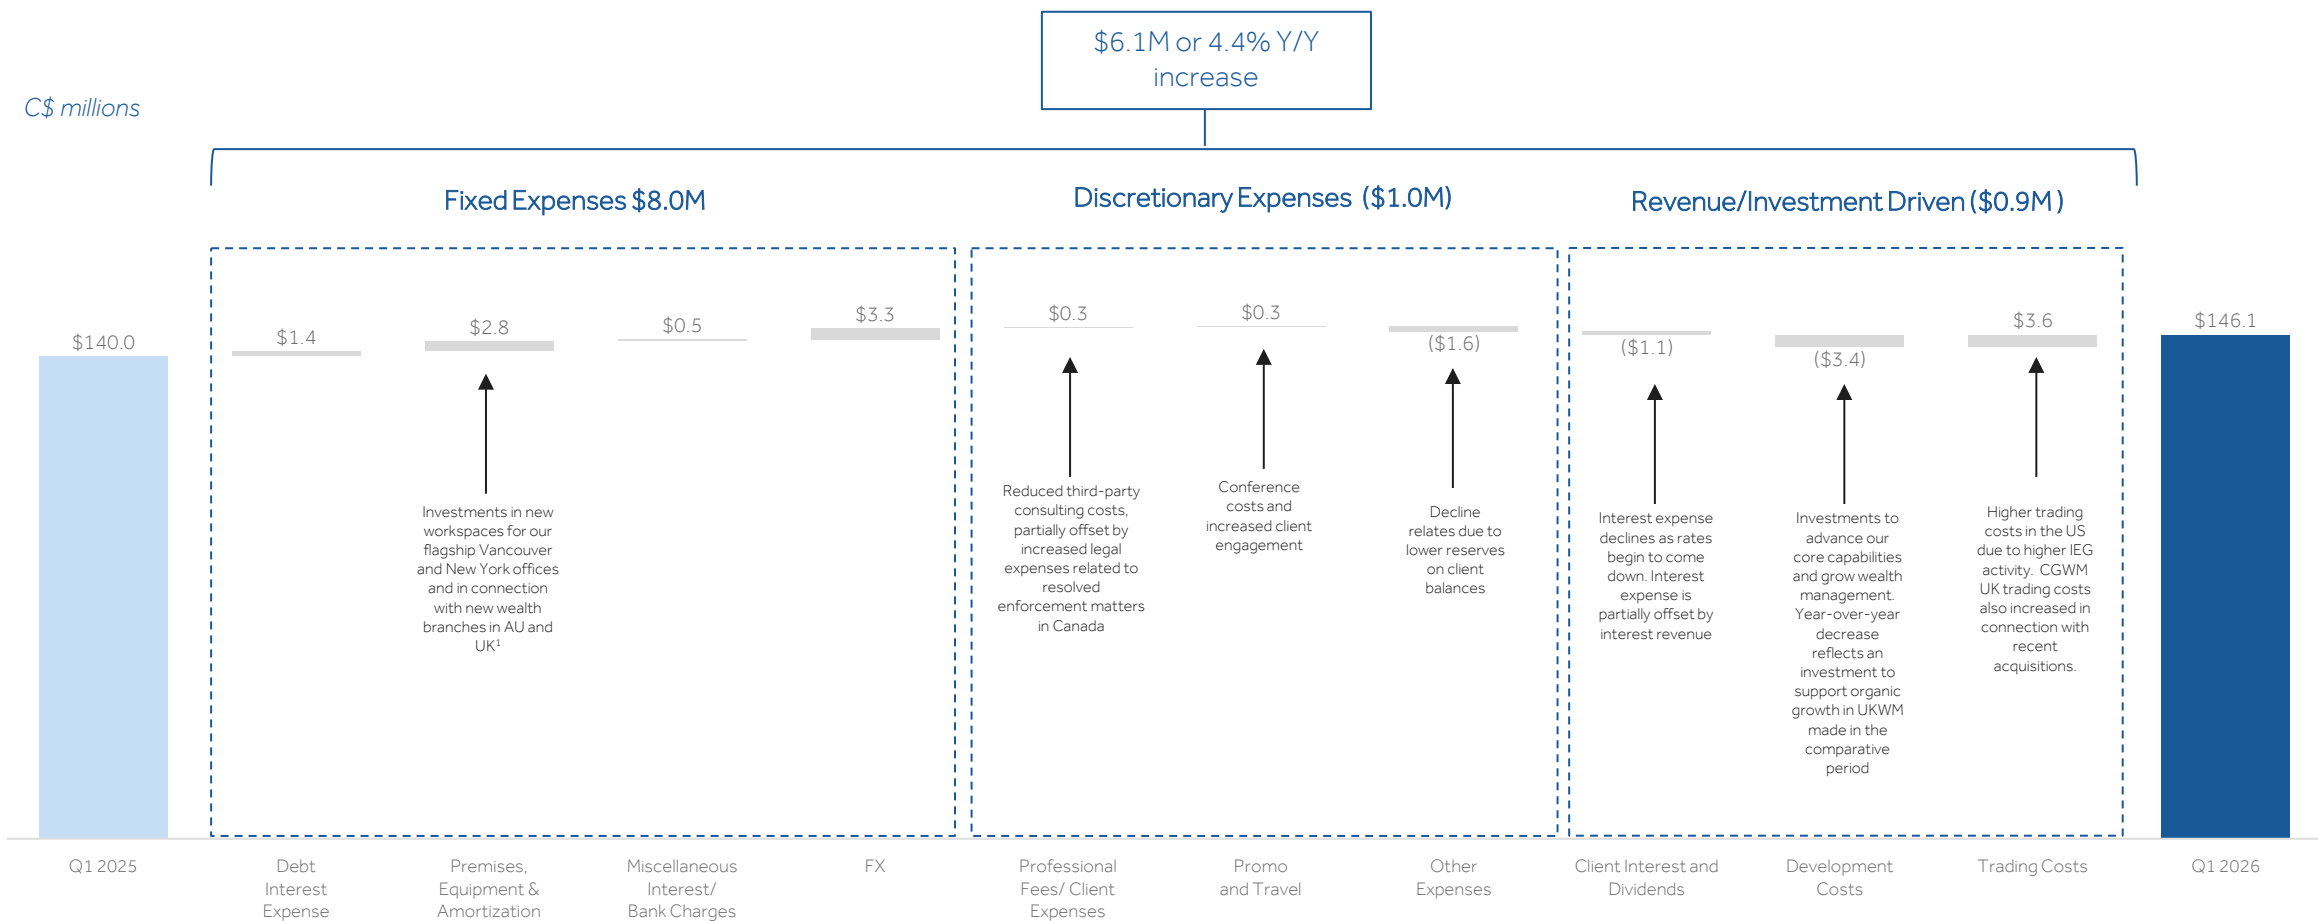 $6.1M or 4.4% Y/Y
increase
C$ millions
Fixed Expenses $8.0M
Discretionary Expenses ($1.0M)
Revenue/Investment Driven ($0.9M )
$140.0
$1.4
$2.8
$0.5
$3.3
$0.3
$0.3
($1.6)
($1.1)
($3.4)
$3.6
$146.1
Investments in new
workspaces for our
flagship Vancouver
and New York offices
and in connection
with new wealth
branches in AU and
UK¹
Reduced third-party
consulting costs,
partially offset by
increased legal
expenses related to
resolved
enforcement matters
in Canada
Conference
costs and
increased client
engagement
Decline
relates due to
lower reserves
on client
balances
Interest expense
declines as rates
begin to come
down. Interest
expense is
partially offset by
interest revenue
Investments to
advance our
core capabilities
and grow wealth
management.
Year-over-year
decrease
reflects an
investment to
support organic
growth in UKWM
made in the
comparative
period
Higher trading
costs in the US
due to higher IEG
activity. CGWM
UK trading costs
also increased in
connection with
recent
acquisitions.
Q1 2025
Debt
Interest
Expense
Premises,
Equipment &
Amortization
Miscellaneous
Interest/
Bank Charges
FX
Professional
Fees/ Client
Expenses
Promo
and Travel
Other
Expenses
Client Interest and
Dividends
Development
Costs
Trading Costs
Q1 2026